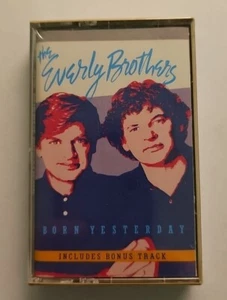 the
Everly Brothers
BORN YESTERDAY
INCLUDES BONUS TRACK